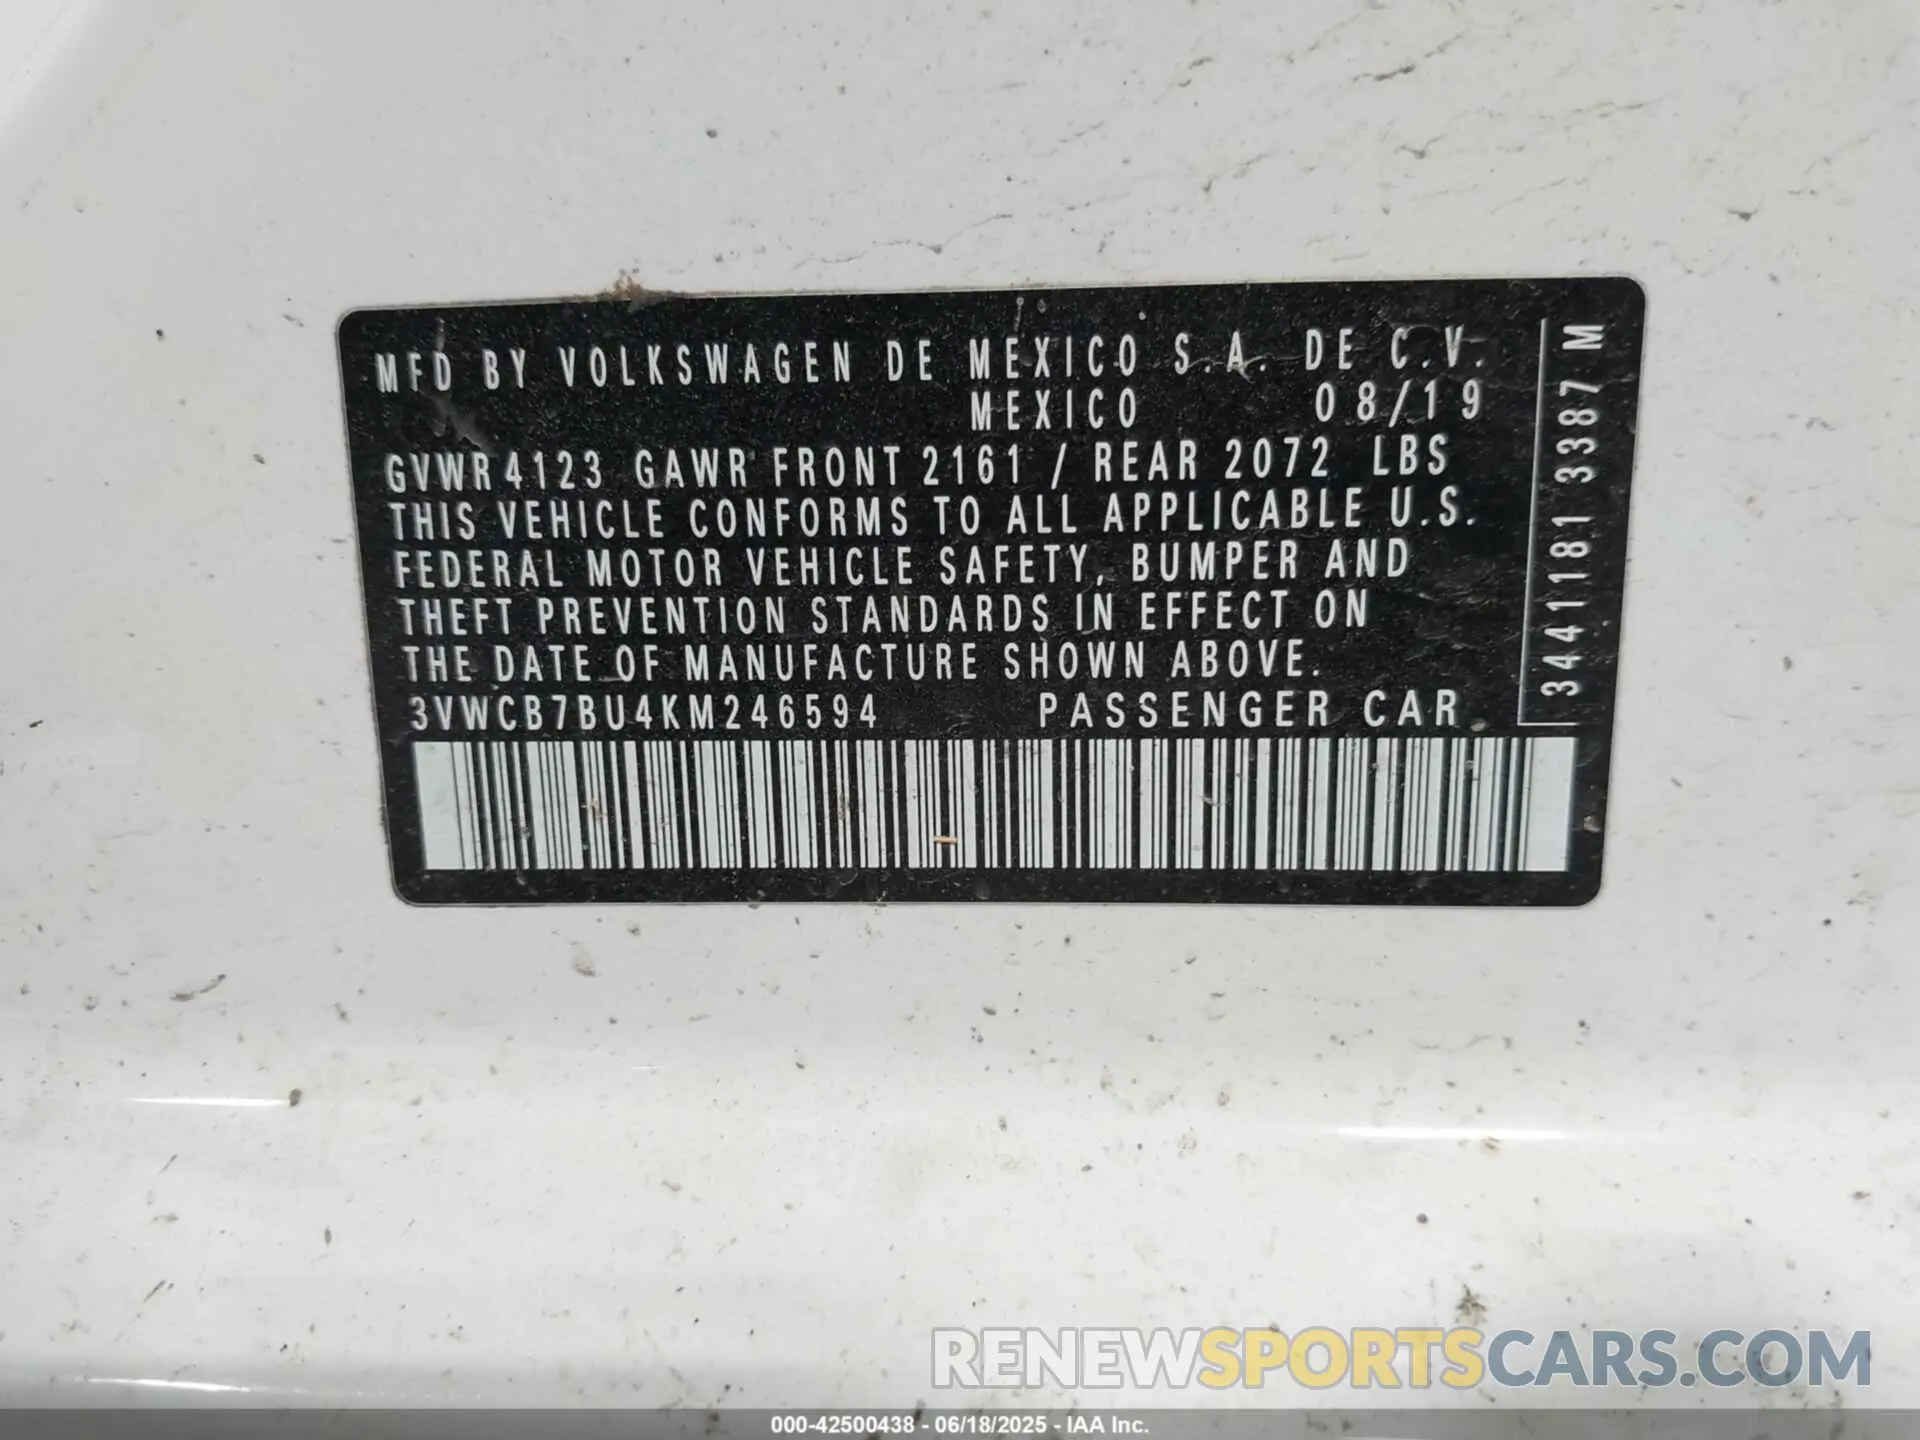 MFD BY VOLKSWAGEN DE MEXICO S.A. DE C.V.
MEXICO 08/19
GVWR 4123 GAWR FRONT 2161 / REAR 2072 LBS
THIS VEHICLE CONFORMS TO ALL APPLICABLE U.S.
FEDERAL MOTOR VEHICLE SAFETY, BUMPER AND
THEFT PREVENTION STANDARDS IN EFFECT ON
THE DATE OF MANUFACTURE SHOWN ABOVE.
3VWCB7BU4KM246594 PASSENGER CAR
3441181 3387 M
RENEWSPORTSCARS.COM
000-42500438 - 06/18/2025 - IAA Inc.